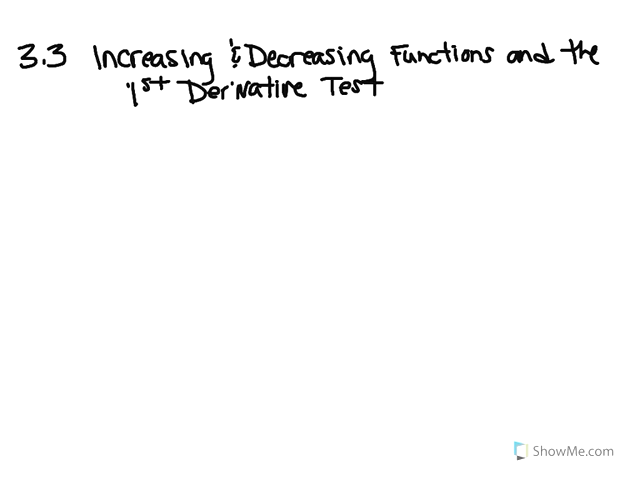 3.3 Increasing & Decreasing Functions and the
1st Derivative Test
ShowMe.com